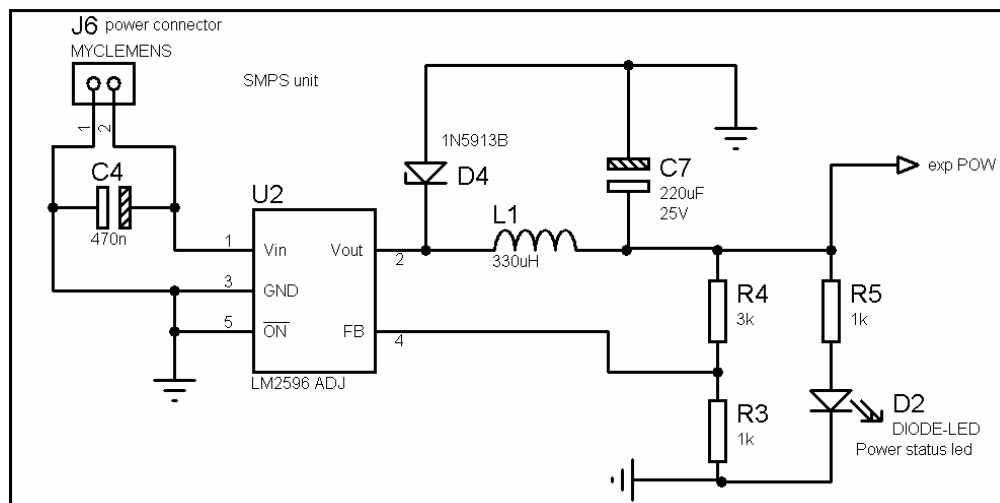 J6 power connector
MYCLEMENS
SMPS unit
1
2
C4
470n
1N5913B
D4
C7
220uF
25V
exp POW
U2
L1
330uH
1
Vin
Vout
2
3
GND
5
ON
FB
4
LM2596 ADJ
R4
3k
R5
1k
R3
1k
D2
DIODE-LED
Power status led